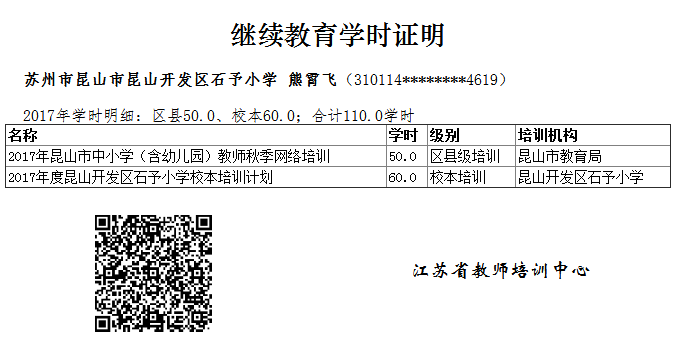 继续教育学时证明
苏州市昆山市昆山开发区石予小学 熊霄飞（310114********4619）
2017年学时明细：区县50.0、校本60.0；合计110.0学时
名称 学时 级别 培训机构
2017年昆山市中小学（含幼儿园）教师秋季网络培训 50.0 区县级培训 昆山市教育局
2017年度昆山开发区石予小学校本培训计划 60.0 校本培训 昆山开发区石予小学
江苏省教师培训中心